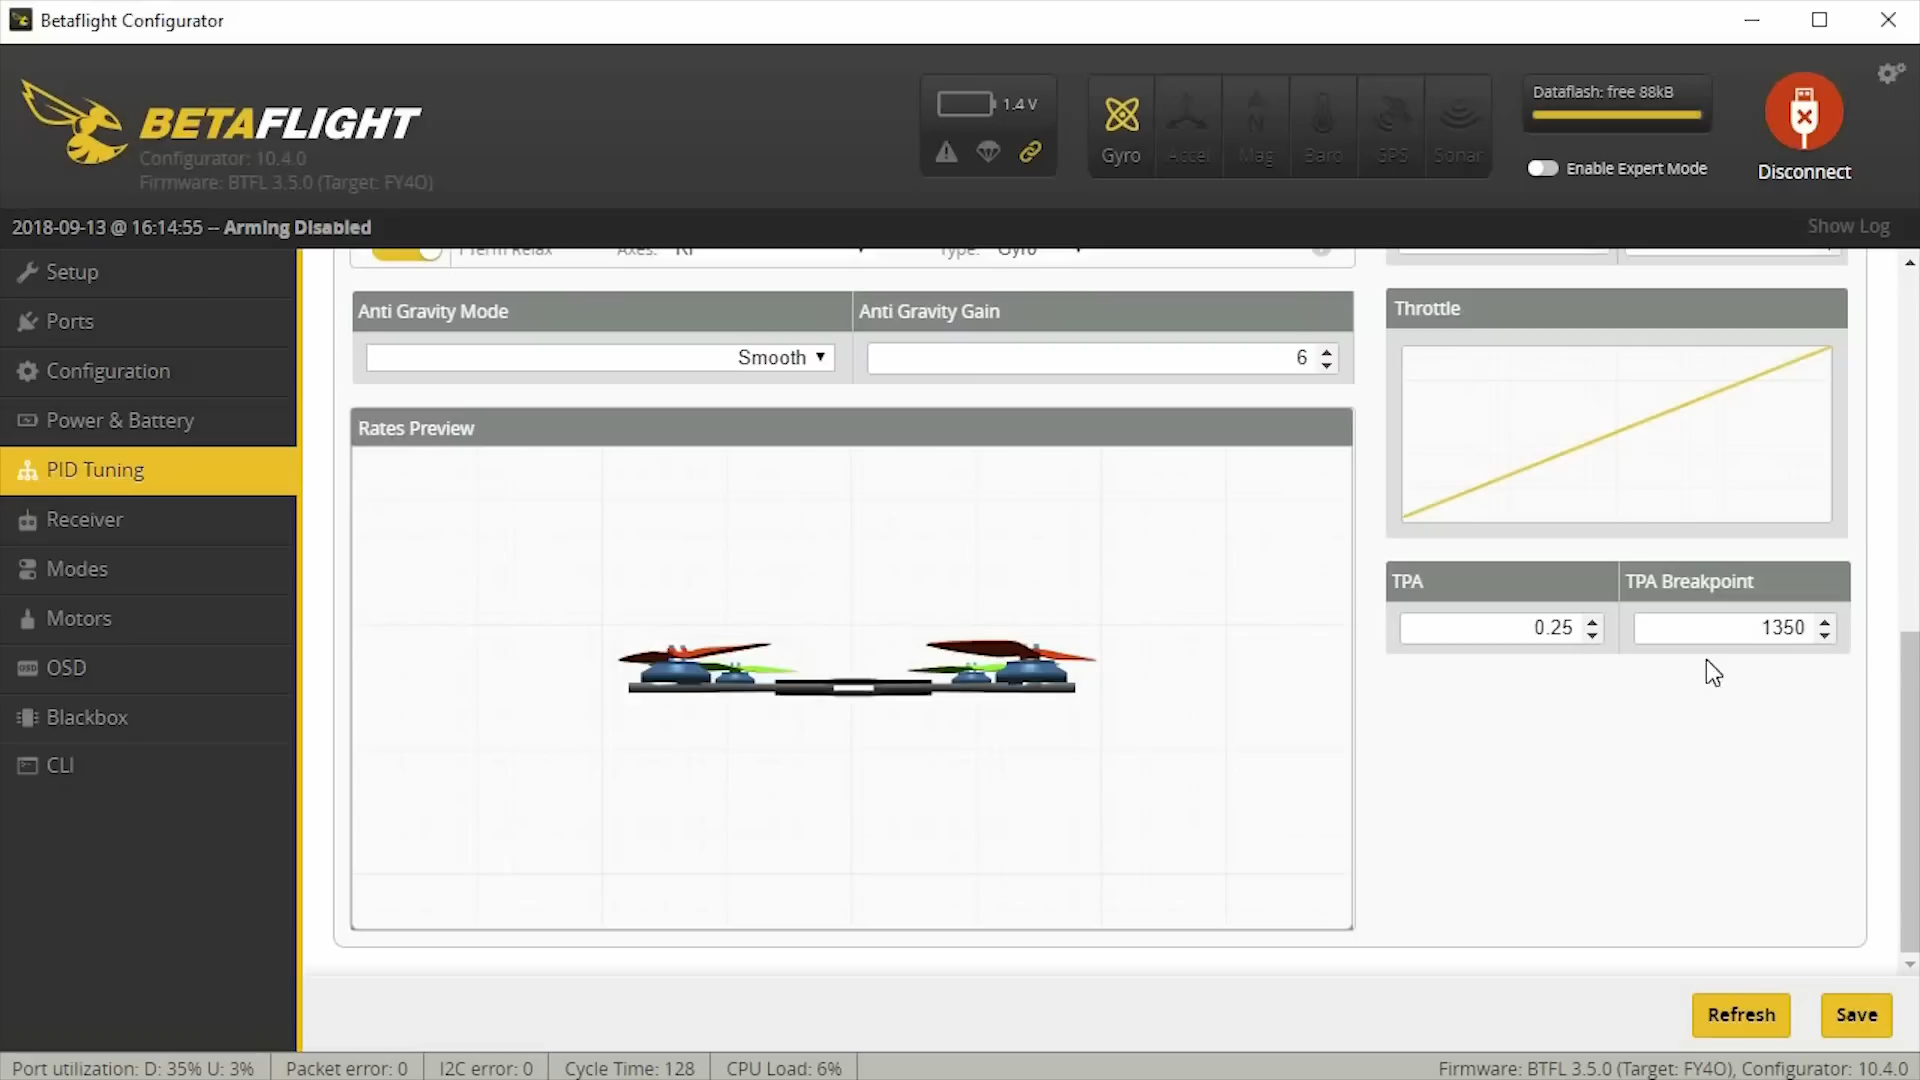 Betaflight Configurator
BETAFLIGHT
Configurator: 10.4.0
Firmware: BTFL 3.5.0 (Target: FY4O)
1.4 V
Gyro
Accel
Mag
Baro
GPS
Sonar
Dataflash: free 88kB
Enable Expert Mode
Disconnect
2018-09-13 @ 16:14:55 -- Arming Disabled
Show Log
Setup
Ports
Configuration
Power & Battery
PID Tuning
Receiver
Modes
Motors
OSD
Blackbox
CLI
Axes:
Type: Gyro
Anti Gravity Mode
Anti Gravity Gain
Smooth
6
Rates Preview
Throttle
TPA
TPA Breakpoint
0.25
1350
Refresh
Save
Port utilization: D: 35% U: 3%
Packet error: 0
I2C error: 0
Cycle Time: 128
CPU Load: 6%
Firmware: BTFL 3.5.0 (Target: FY4O), Configurator: 10.4.0